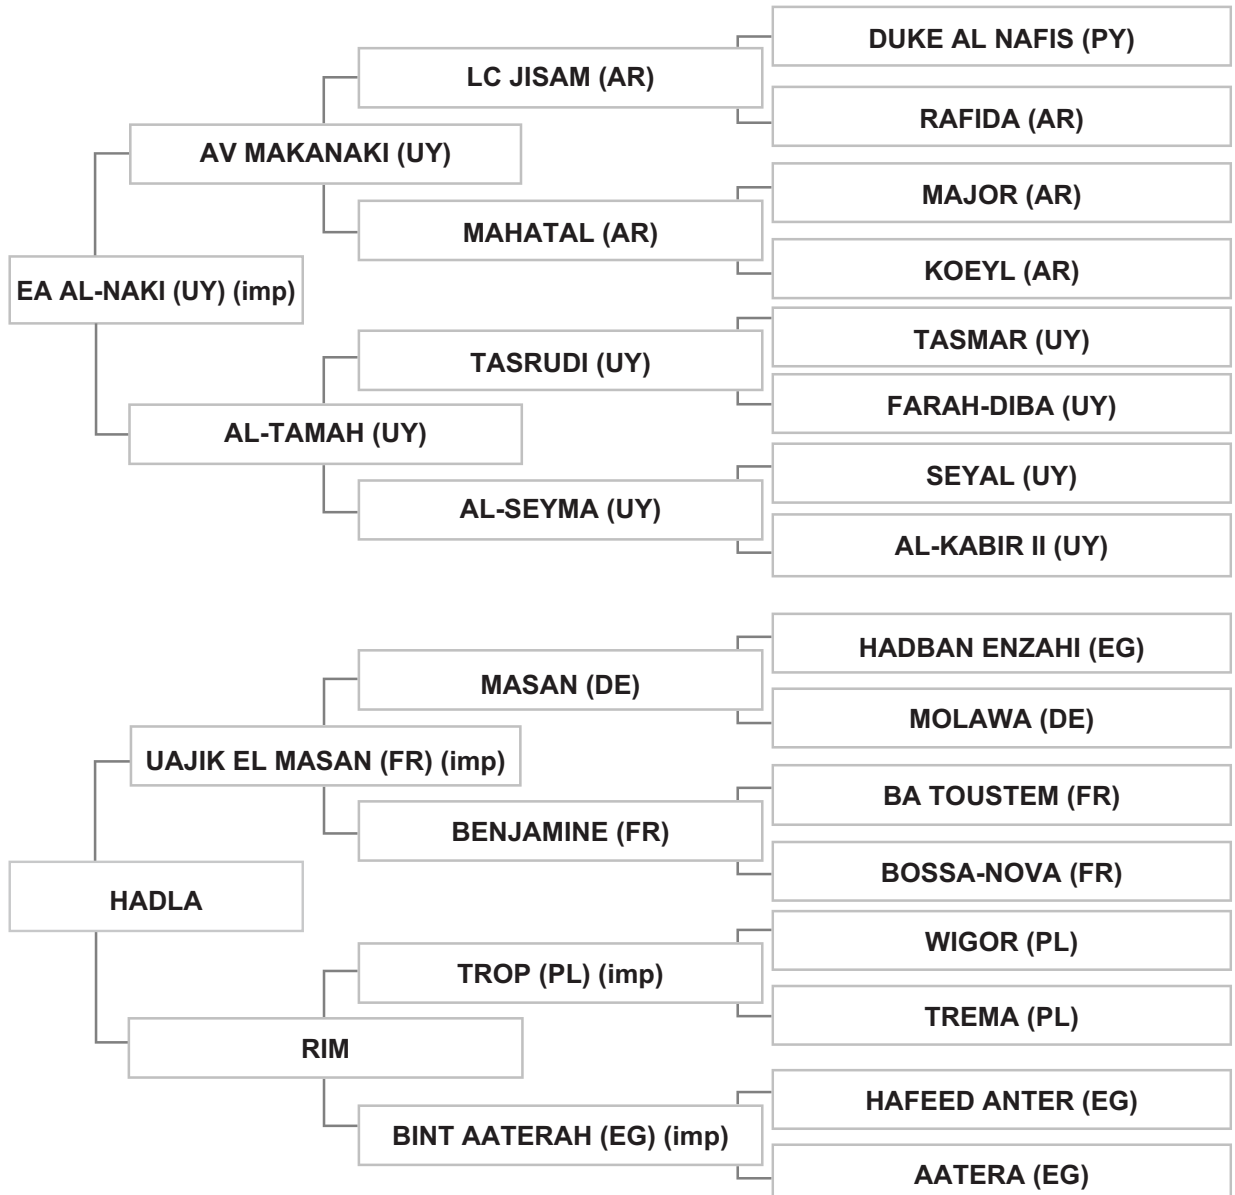 DUKE AL NAFIS (PY)
LC JISAM (AR)
RAFIDA (AR)
AV MAKANAKI (UY)
MAJOR (AR)
MAHATAL (AR)
KOEYL (AR)
EA AL-NAKI (UY) (imp)
TASMAR (UY)
TASRUDI (UY)
FARAH-DIBA (UY)
AL-TAMAH (UY)
SEYAL (UY)
AL-SEYMA (UY)
AL-KABIR II (UY)
HADBAN ENZAHI (EG)
MASAN (DE)
MOLAWA (DE)
UAJIK EL MASAN (FR) (imp)
BA TOUSTEM (FR)
BENJAMINE (FR)
BOSSA-NOVA (FR)
HADLA
WIGOR (PL)
TROP (PL) (imp)
TREMA (PL)
RIM
HAFEED ANTER (EG)
BINT AATERAH (EG) (imp)
AATERA (EG)